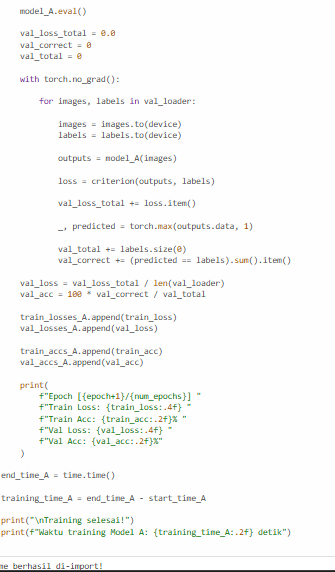 model_A.eval()
val_loss_total = 0.0
val_correct = 0
val_total = 0
with torch.no_grad():
for images, labels in val_loader:
images = images.to(device)
labels = labels.to(device)
outputs = model_A(images)
loss = criterion(outputs, labels)
val_loss_total += loss.item()
_, predicted = torch.max(outputs.data, 1)
val_total += labels.size(0)
val_correct += (predicted == labels).sum().item()
val_loss = val_loss_total / len(val_loader)
val_acc = 100 * val_correct / val_total
train_losses_A.append(train_loss)
val_losses_A.append(val_loss)
train_accs_A.append(train_acc)
val_accs_A.append(val_acc)
print(
f"Epoch [{epoch+1}/{num_epochs}] "
f"Train Loss: {train_loss:.4f} "
f"Train Acc: {train_acc:.2f}% "
f"Val Loss: {val_loss:.4f} "
f"Val Acc: {val_acc:.2f}%"
)
end_time_A = time.time()
training_time_A = end_time_A - start_time_A
print("\nTraining selesai!")
print(f"Waktu training Model A: {training_time_A:.2f} detik")
me berhasil di-import!